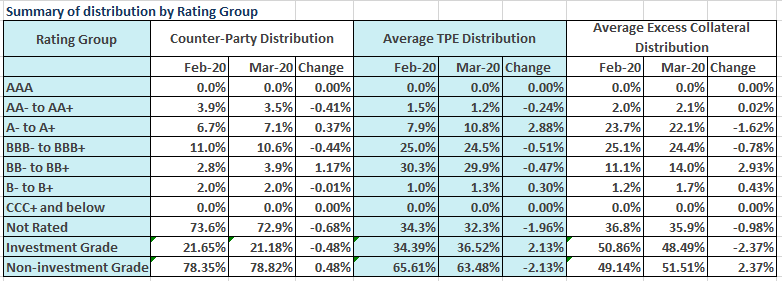 Summary of distribution by Rating Group
Rating Group Counter-Party Distribution Average TPE Distribution Average Excess Collateral Distribution
Feb-20 Mar-20 Change Feb-20 Mar-20 Change Feb-20 Mar-20 Change
AAA 0.0% 0.0% 0.00% 0.0% 0.0% 0.00% 0.0% 0.0% 0.00%
AA- to AA+ 3.9% 3.5% -0.41% 1.5% 1.2% -0.24% 2.0% 2.1% 0.02%
A- to A+ 6.7% 7.1% 0.37% 7.9% 10.8% 2.88% 23.7% 22.1% -1.62%
BBB- to BBB+ 11.0% 10.6% -0.44% 25.0% 24.5% -0.51% 25.1% 24.4% -0.78%
BB- to BB+ 2.8% 3.9% 1.17% 30.3% 29.9% -0.47% 11.1% 14.0% 2.93%
B- to B+ 2.0% 2.0% -0.01% 1.0% 1.3% 0.30% 1.2% 1.7% 0.43%
CCC+ and below 0.0% 0.0% 0.00% 0.0% 0.0% 0.00% 0.0% 0.0% 0.00%
Not Rated 73.6% 72.9% -0.68% 34.3% 32.3% -1.96% 36.8% 35.9% -0.98%
Investment Grade 21.65% 21.18% -0.48% 34.39% 36.52% 2.13% 50.86% 48.49% -2.37%
Non-investment Grade 78.35% 78.82% 0.48% 65.61% 63.48% -2.13% 49.14% 51.51% 2.37%